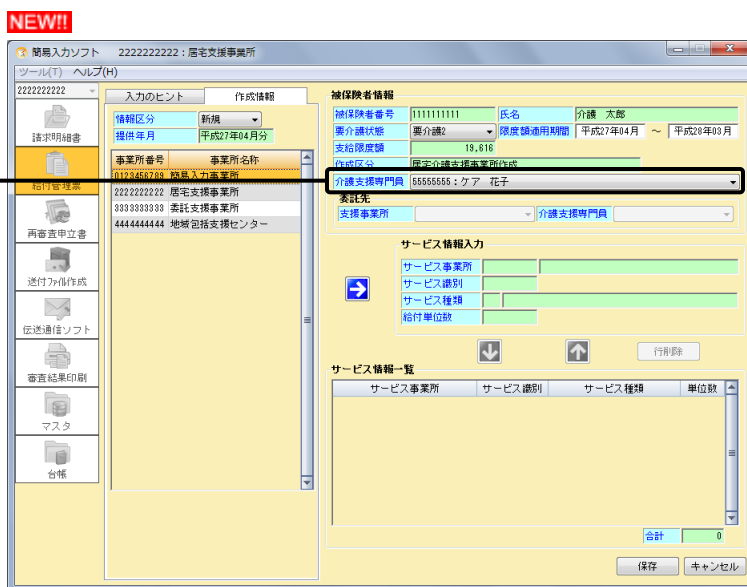 NEW!!
簡易入力ソフト 2222222222：居宅支援事業所
ツール(T) ヘルプ(H)
2222222222
請求明細書
給付管理票
再審査申立書
送付ファイル作成
伝送通信ソフト
審査結果印刷
マスタ
台帳
入力のヒント 作成情報
情報区分 新規
提供年月 平成27年04月分
事業所番号 事業所名称
0123456789 簡易入力事業所
2222222222 居宅支援事業所
3333333333 委託支援事業所
4444444444 地域包括支援センター
被保険者情報
被保険者番号 1111111111 氏名 介護 太郎
要介護状態 要介護2 限度額適用期間 平成27年04月 ～ 平成28年03月
支給限度額 19,616
作成区分 居宅介護支援事業所作成
介護支援専門員 55555555：ケア 花子
委託先
支援事業所 介護支援専門員
サービス情報入力
サービス事業所
サービス識別
サービス種類
給付単位数
行削除
サービス情報一覧
サービス事業所 サービス識別 サービス種類 単位数
合計 0
保存 キャンセル